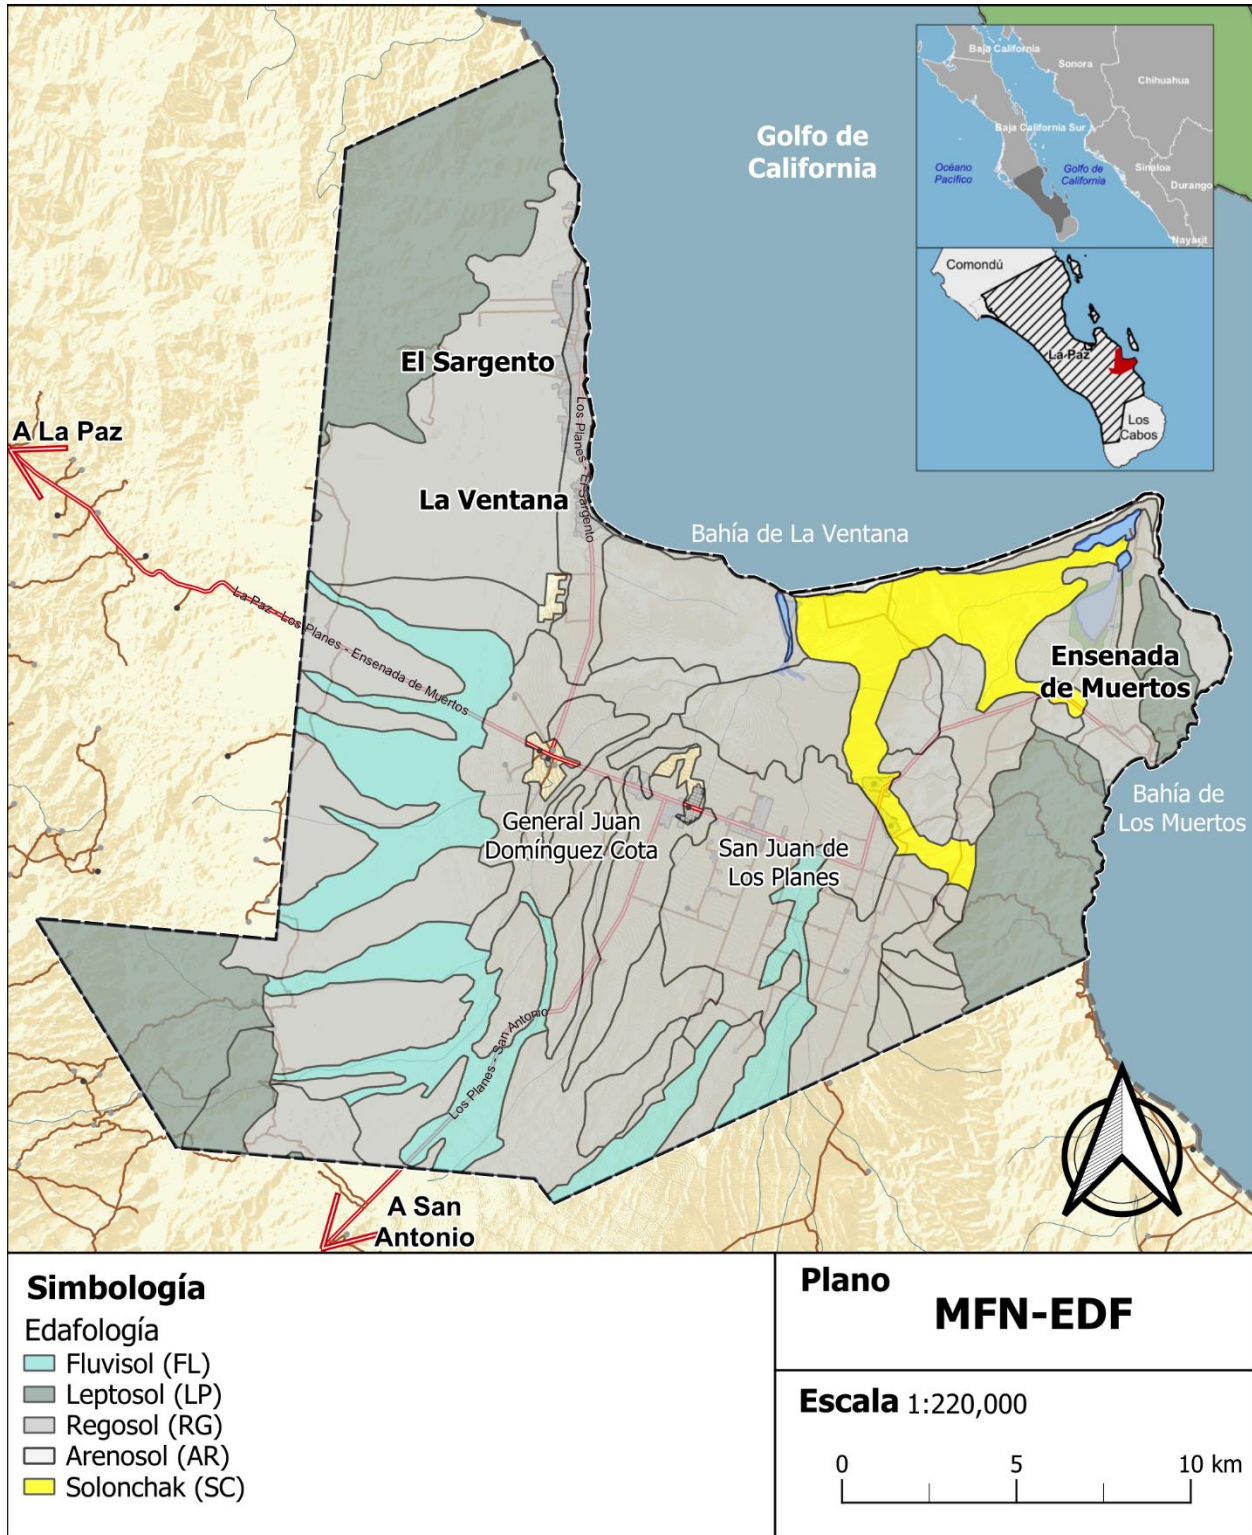 Golfo de
California
Baja California
Sonora
Chihuahua
Baja California Sur
Océano
Pacífico
Golfo de
California
Sinaloa
Durango
Nayarit
Comondú
La Paz
Los
Cabos
El Sargento
A La Paz
Los Planes - El Sargento
La Ventana
Bahía de La Ventana
La Paz - Los Planes - Ensenada de Muertos
Ensenada
de Muertos
Bahía de
Los Muertos
General Juan
Domínguez Cota
San Juan de
Los Planes
Los Planes - San Antonio
A San
Antonio
Simbología
Edafología
Fluvisol (FL)
Leptosol (LP)
Regosol (RG)
Arenosol (AR)
Solonchak (SC)
Plano
MFN-EDF
Escala 1:220,000
0 5 10 km